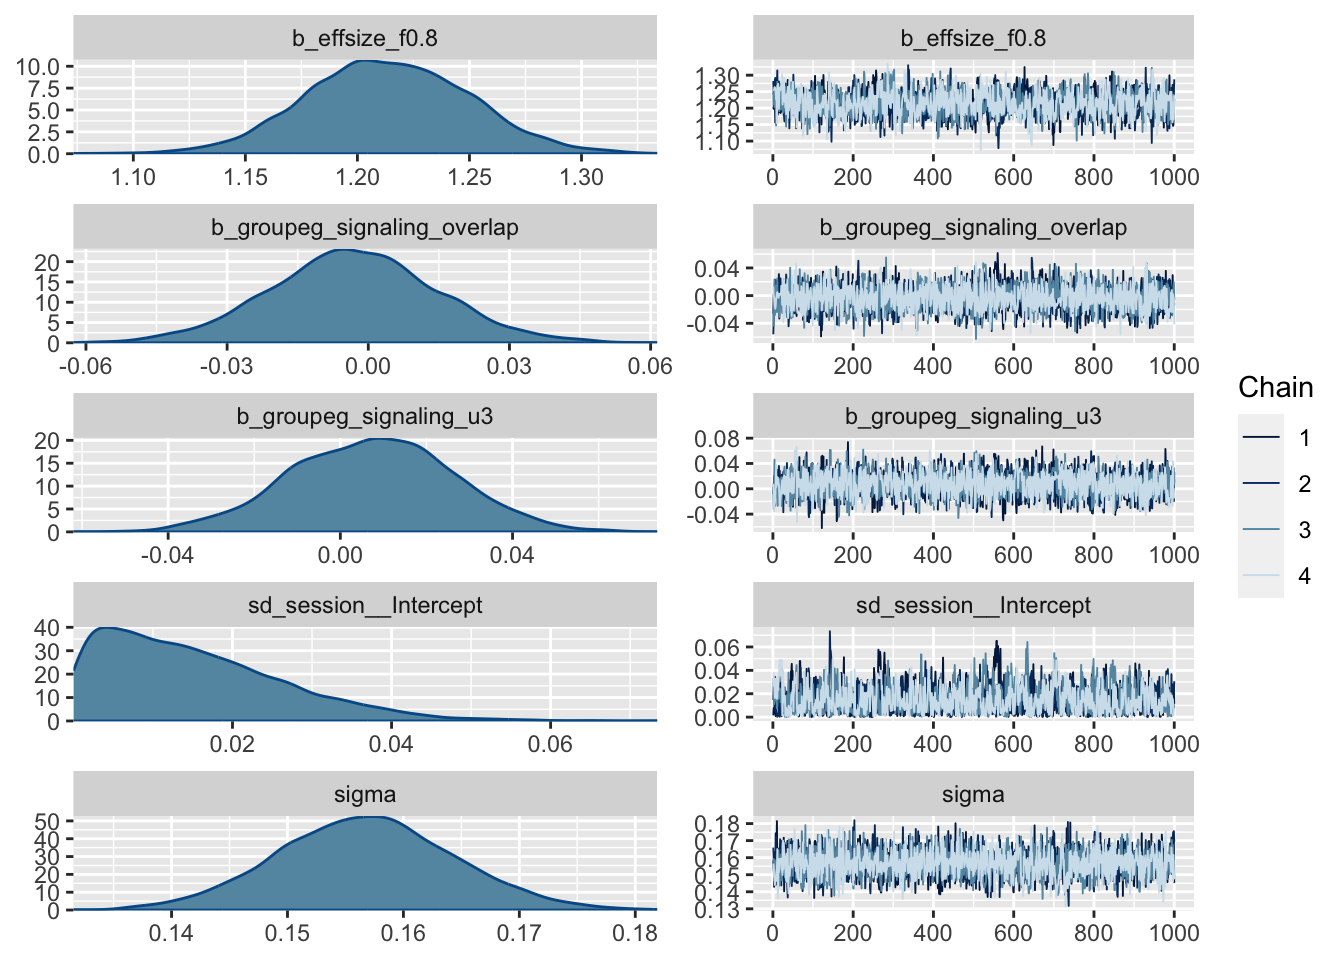 b_effsize_f0.8
10.0
7.5
5.0
2.5
0.0
1.10 1.15 1.20 1.25 1.30
b_effsize_f0.8
1.30
1.25
1.20
1.15
1.10
0 200 400 600 800 1000
b_groupeg_signaling_overlap
20
15
10
5
0
-0.06 -0.03 0.00 0.03 0.06
b_groupeg_signaling_overlap
0.04
0.00
-0.04
0 200 400 600 800 1000
b_groupeg_signaling_u3
20
15
10
5
0
-0.04 0.00 0.04
b_groupeg_signaling_u3
0.08
0.04
0.00
-0.04
0 200 400 600 800 1000
sd_session__Intercept
40
30
20
10
0
0.02 0.04 0.06
sd_session__Intercept
0.06
0.04
0.02
0.00
0 200 400 600 800 1000
sigma
50
40
30
20
10
0
0.14 0.15 0.16 0.17 0.18
sigma
0.18
0.17
0.16
0.15
0.14
0.13
0 200 400 600 800 1000
Chain
1
2
3
4